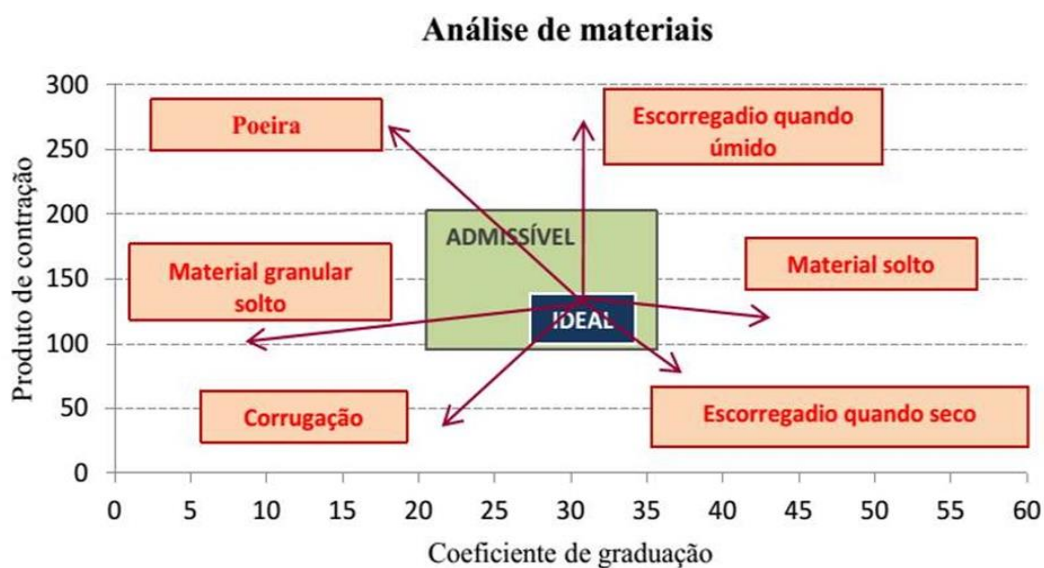 Análise de materiais
300
250
200
150
100
50
0
Produto de contração
Poeira
Escorregadio quando
úmido
ADMISSÍVEL
Material granular
solto
Material solto
IDEAL
Corrugação
Escorregadio quando seco
0 5 10 15 20 25 30 35 40 45 50 55 60
Coeficiente de graduação